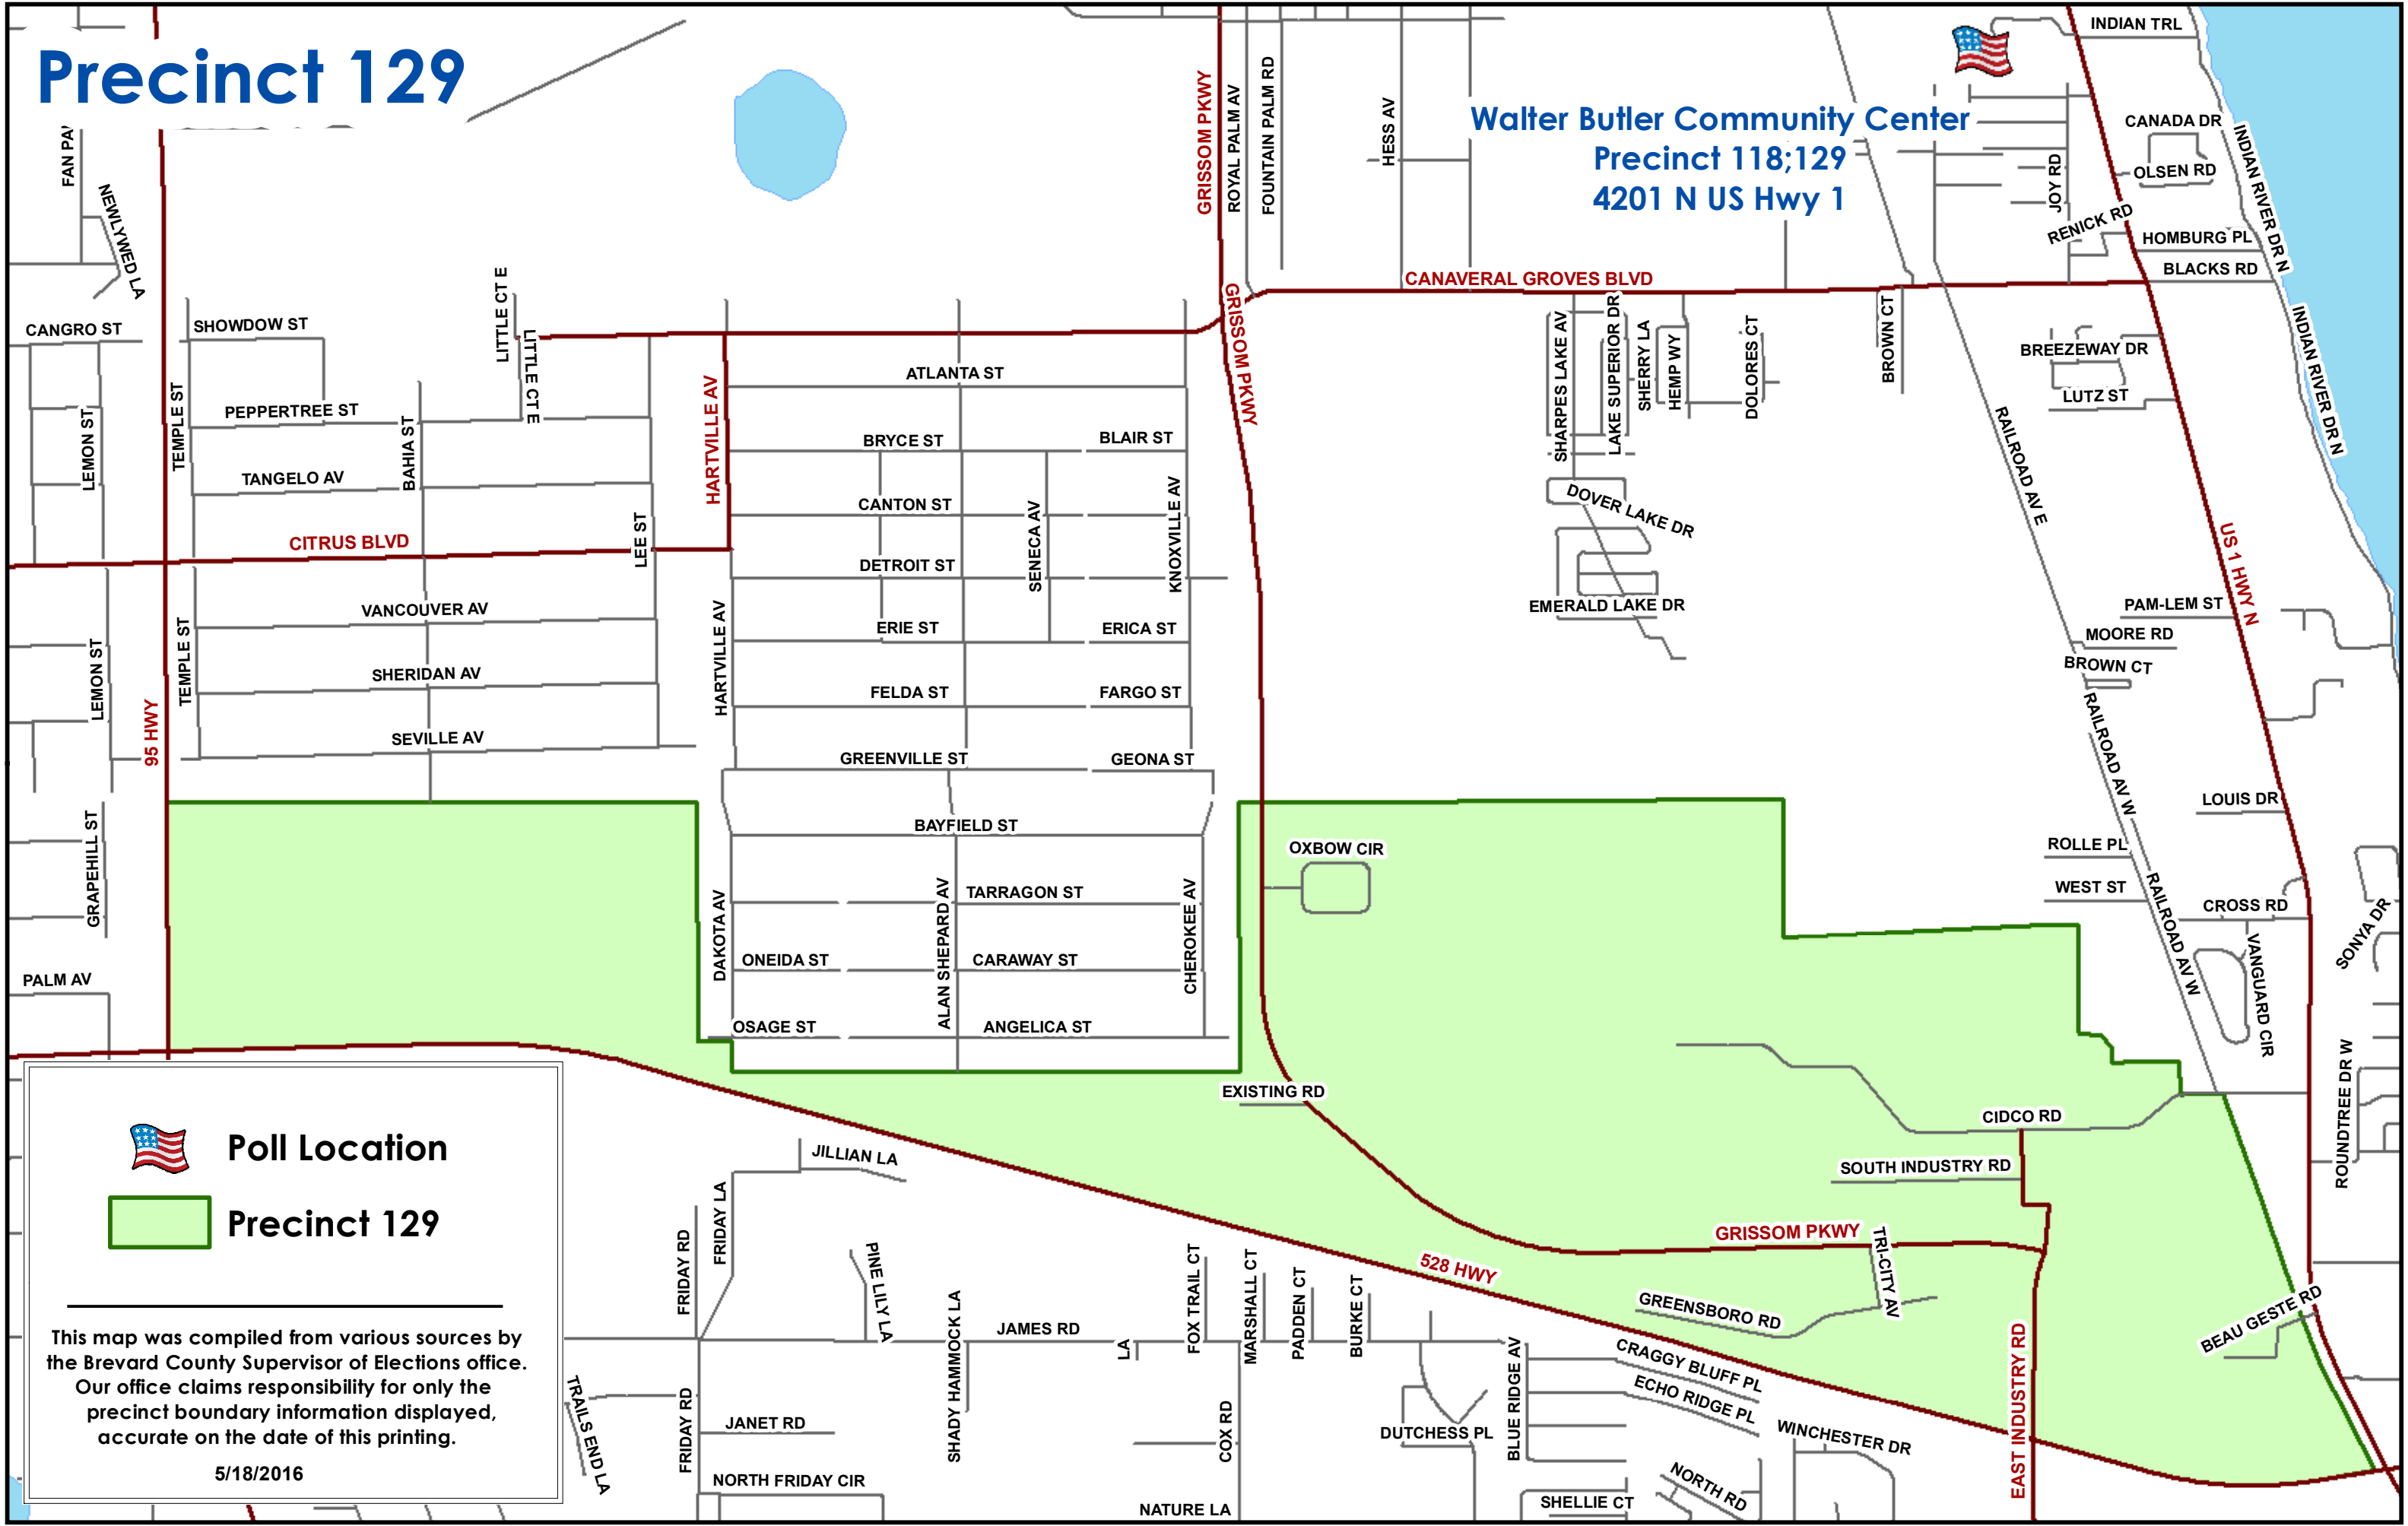 Precinct 129
Walter Butler Community Center
Precinct 118;129
4201 N US Hwy 1
INDIAN TRL
CANADA DR
OLSEN RD
INDIAN RIVER DR N
JOY RD
RENICK RD
HOMBURG PL
BLACKS RD
GRISSOM PKWY
ROYAL PALM AV
FOUNTAIN PALM RD
HESS AV
CANAVERAL GROVES BLVD
FAN PA
NEWLYWED LA
CANGRO ST
SHOWDOW ST
LITTLE CT E
LITTLE CT E
GRISSOM PKWY
ATLANTA ST
SHARPES LAKE AV
LAKE SUPERIOR DR
SHERRY LA
HEMP WY
DOLORES CT
BROWN CT
BREEZEWAY DR
LUTZ ST
INDIAN RIVER DR N
LEMON ST
TEMPLE ST
PEPPERTREE ST
BAHIA ST
TANGELO AV
HARTVILLE AV
BRYCE ST
BLAIR ST
CANTON ST
SENECA AV
KNOXVILLE AV
DETROIT ST
DOVER LAKE DR
EMERALD LAKE DR
RAILROAD AV E
US 1 HWY N
CITRUS BLVD
LEE ST
VANCOUVER AV
HARTVILLE AV
ERIE ST
ERICA ST
PAM-LEM ST
MOORE RD
BROWN CT
LEMON ST
TEMPLE ST
SHERIDAN AV
FELDA ST
FARGO ST
RAILROAD AV W
95 HWY
SEVILLE AV
GREENVILLE ST
GEONA ST
LOUIS DR
GRAPEHILL ST
BAYFIELD ST
OXBOW CIR
ROLLE PL
WEST ST
RAILROAD AV W
CROSS RD
SONYA DR
VANGUARD CIR
DAKOTA AV
TARRAGON ST
ALAN SHEPARD AV
CHEROKEE AV
ONEIDA ST
CARAWAY ST
PALM AV
OSAGE ST
ANGELICA ST
EXISTING RD
CIDCO RD
SOUTH INDUSTRY RD
ROUNDTREE DR W
GRISSOM PKWY
TRI-CITY AV
528 HWY
GREENSBORO RD
BEAU GESTE RD
JILLIAN LA
FRIDAY RD
FRIDAY LA
PINE LILY LA
SHADY HAMMOCK LA
JAMES RD
LA
FOX TRAIL CT
MARSHALL CT
PADDEN CT
BURKE CT
BLUE RIDGE AV
CRAGGY BLUFF PL
ECHO RIDGE PL
EAST INDUSTRY RD
TRAILS END LA
FRIDAY RD
JANET RD
COX RD
DUTCHESS PL
WINCHESTER DR
NORTH RD
NORTH FRIDAY CIR
NATURE LA
SHELLIE CT
Poll Location
Precinct 129
This map was compiled from various sources by
the Brevard County Supervisor of Elections office.
Our office claims responsibility for only the
precinct boundary information displayed,
accurate on the date of this printing.
5/18/2016